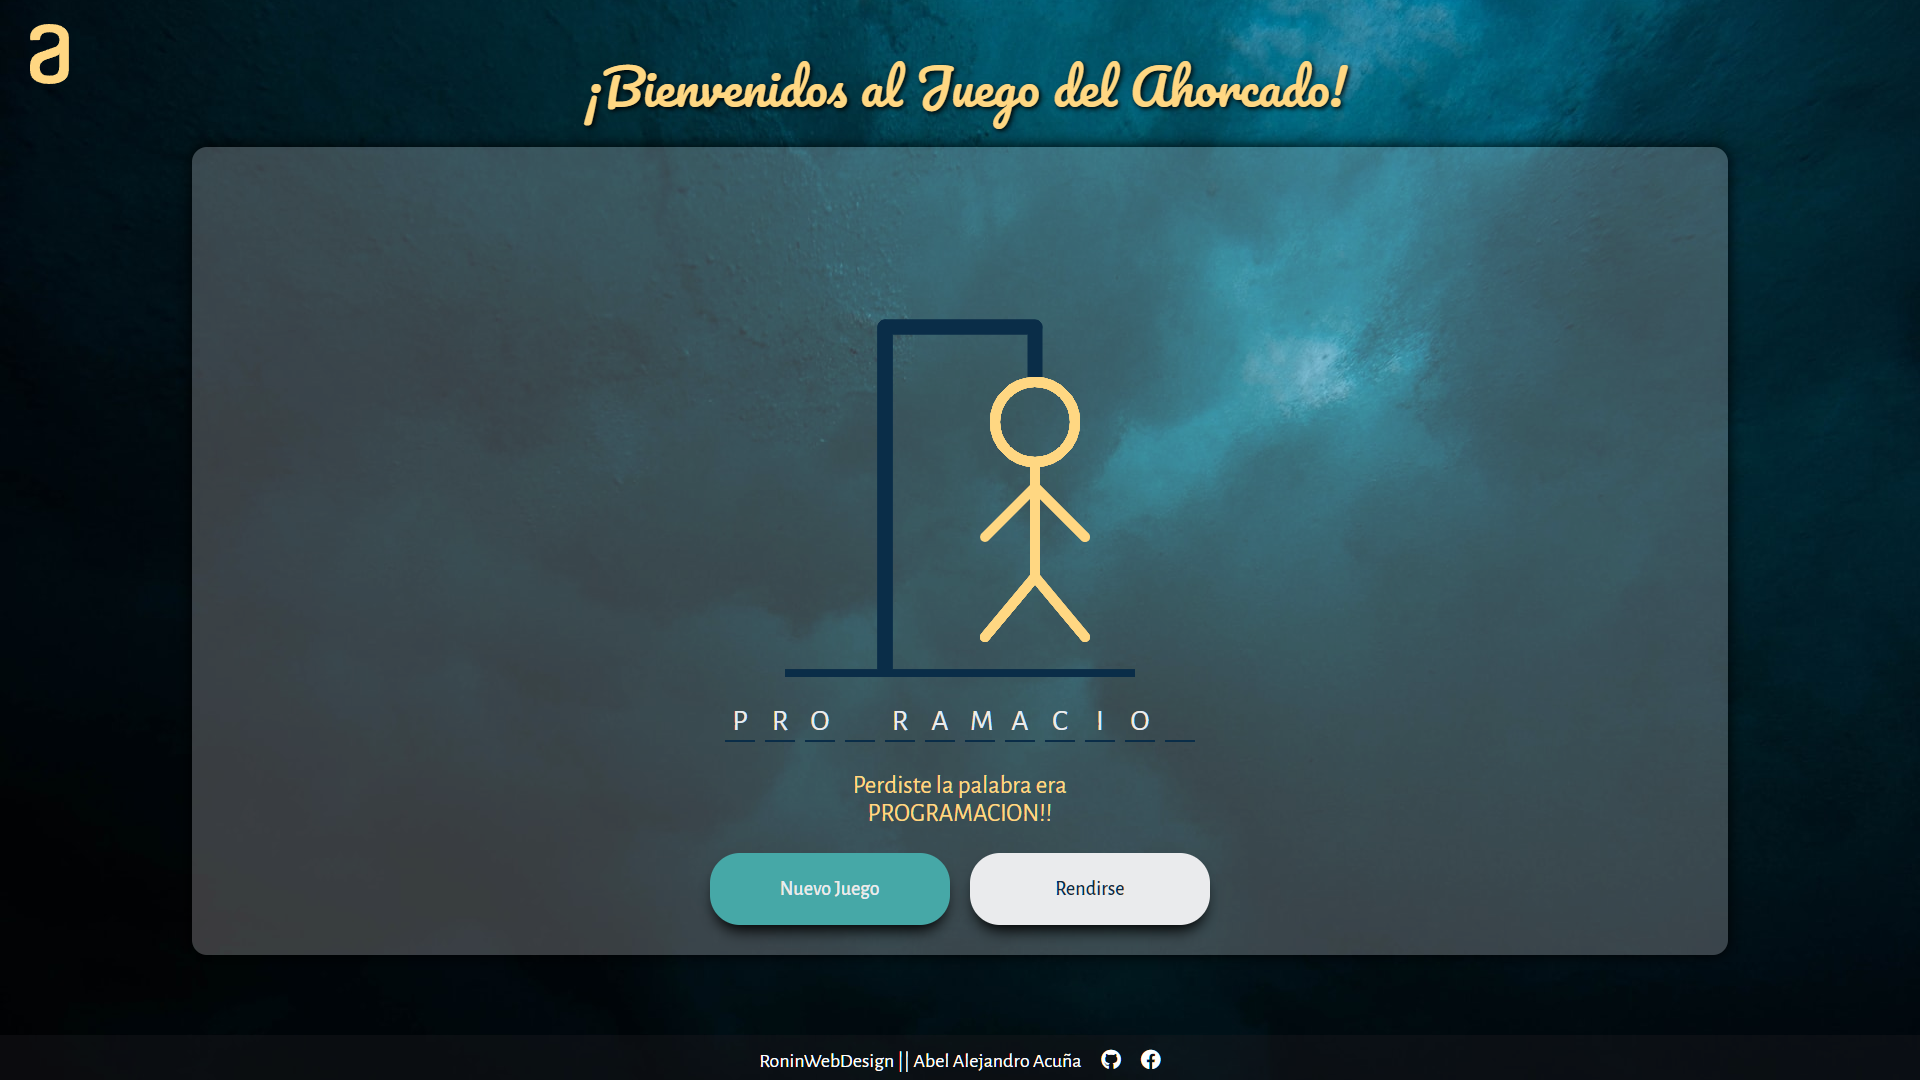 a
¡Bienvenidos al Juego del Ahorcado!
P R O _ R A M A C I O _
Perdiste la palabra era
PROGRAMACION!!
Nuevo Juego
Rendirse
RoninWebDesign || Abel Alejandro Acuña